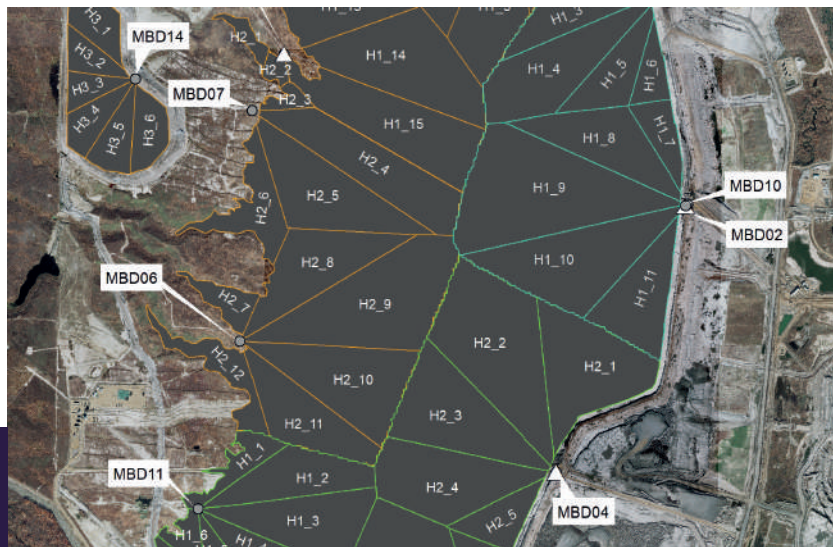 H3_1
H2_1
H1_13
H1_3
MBD14
H1_14
H3_2
H2_2
H1_4
H1_5
H1_6
MBD07
H3_3
H2_3
H3_4
H3_5
H3_6
H1_15
H1_8
H1_7
H2_4
H2_6
H2_5
H1_9
MBD10
MBD02
MBD06
H2_8
H1_10
H1_11
H2_7
H2_9
H2_12
H2_2
H2_1
H2_10
H2_11
H2_3
H1_1
MBD11
H1_2
H2_4
MBD04
H1_3
H2_5
H1_6
H1_4